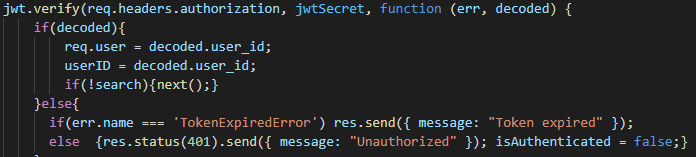 jwt.verify(req.headers.authorization, jwtSecret, function (err, decoded) {
if(decoded){
req.user = decoded.user_id;
userID = decoded.user_id;
if(!search){next();}
}else{
if(err.name === 'TokenExpiredError') res.send({ message: "Token expired" });
else  {res.status(401).send({ message: "Unauthorized" }); isAuthenticated = false;}